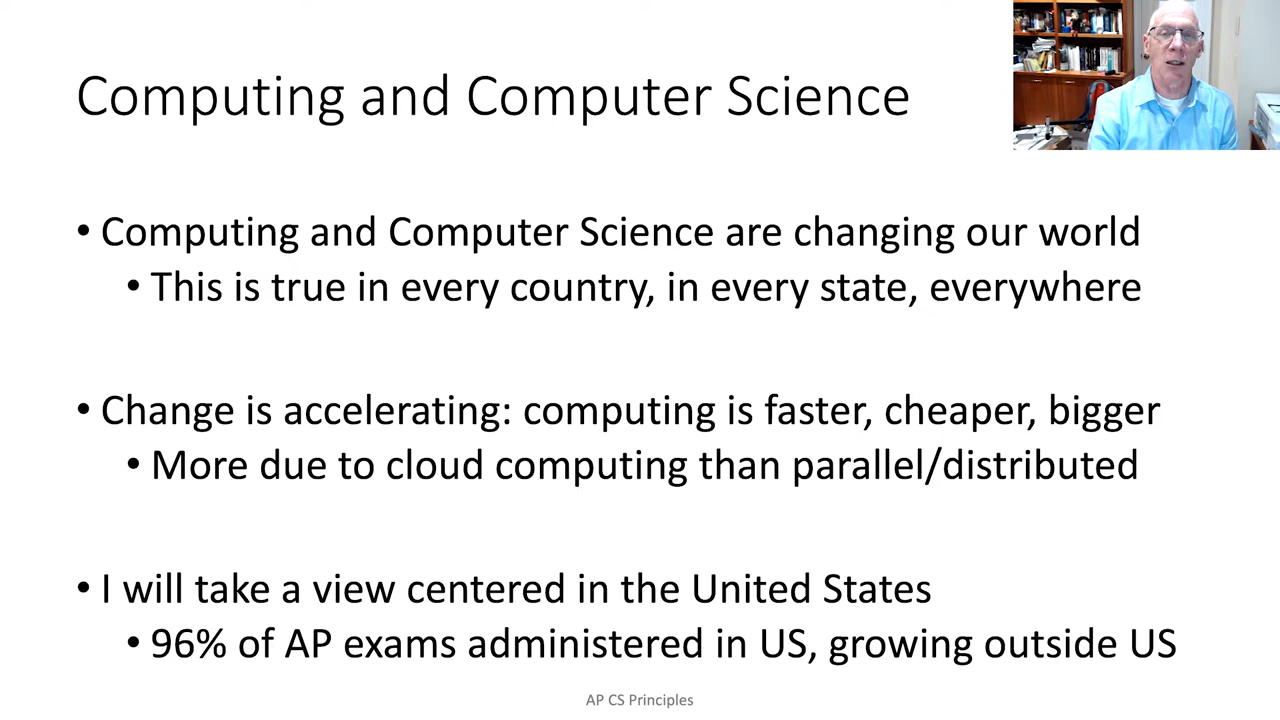 Computing and Computer Science
• Computing and Computer Science are changing our world
• This is true in every country, in every state, everywhere
• Change is accelerating: computing is faster, cheaper, bigger
• More due to cloud computing than parallel/distributed
• I will take a view centered in the United States
• 96% of AP exams administered in US, growing outside US
AP CS Principles